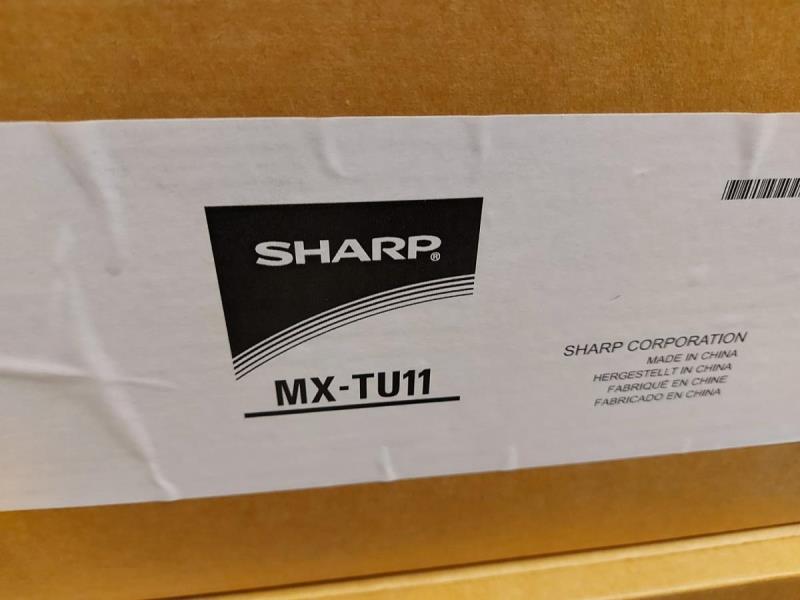 SHARP®
MX-TU11
SHARP CORPORATION
MADE IN CHINA
HERGESTELLT IN CHINA
FABRIQUÉ EN CHINE
FABRICADO EN CHINA